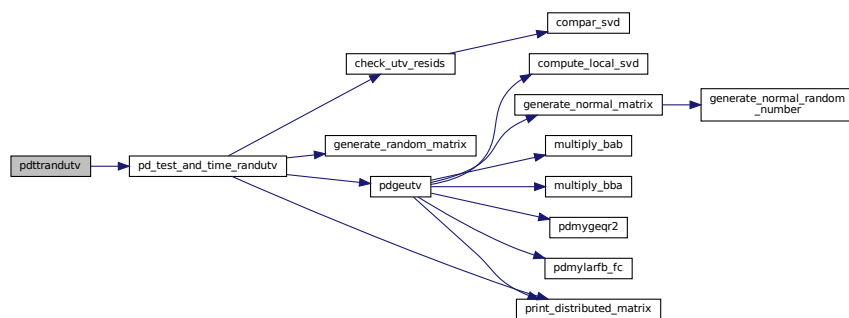 pdttrandutv
pd_test_and_time_randutv
check_utv_resids
compar_svd
generate_random_matrix
pdgeutv
compute_local_svd
generate_normal_matrix
generate_normal_random
_number
multiply_bab
multiply_bba
pdmygeqr2
pdmylarfb_fc
print_distributed_matrix